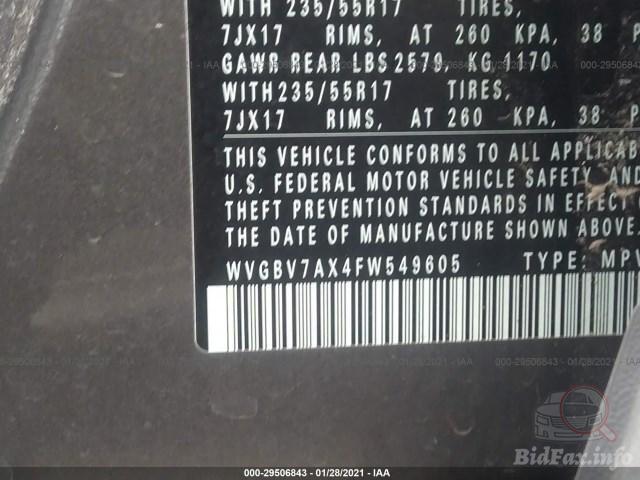 WITH 235/55R17 TIRES,
7JX17 RIMS, AT 260 KPA, 38 P
GAWR REAR LBS 2579, KG 1170
WITH235/55R17 TIRES,
7JX17 RIMS, AT 260 KPA, 38 P
THIS VEHICLE CONFORMS TO ALL APPLICAB
U.S. FEDERAL MOTOR VEHICLE SAFETY, AND
THEFT PREVENTION STANDARDS IN EFFECT O
THE DATE OF MANUFACTURE SHOWN ABOVE.
WVGBV7AX4FW549605 TYPE: MPV
000-29506843 - 01/28/2021 - IAA
BidFax.info